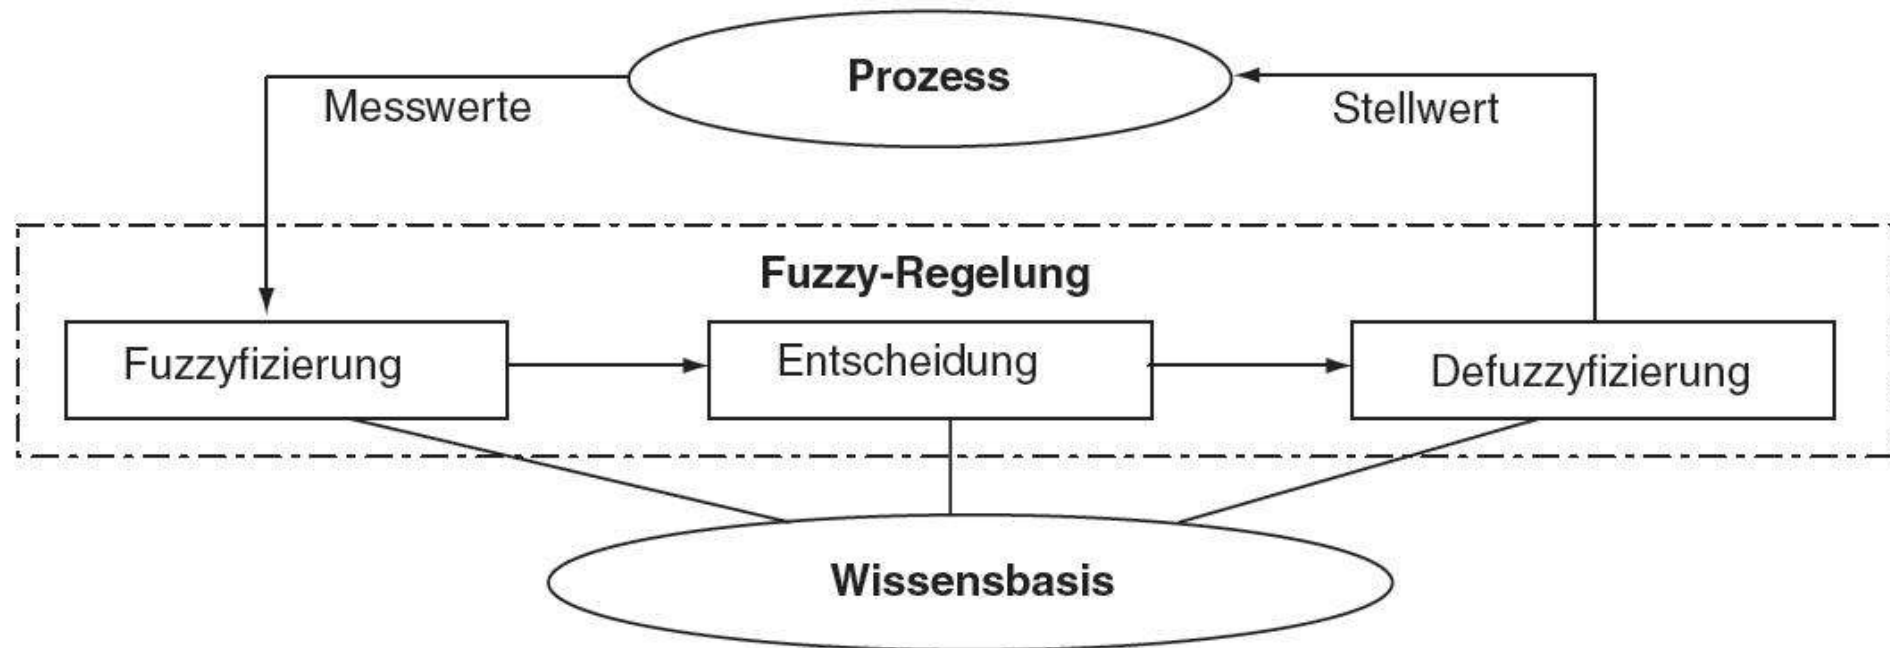 Prozess
Messwerte
Stellwert
Fuzzy-Regelung
Fuzzyfizierung
Entscheidung
Defuzzyfizierung
Wissensbasis